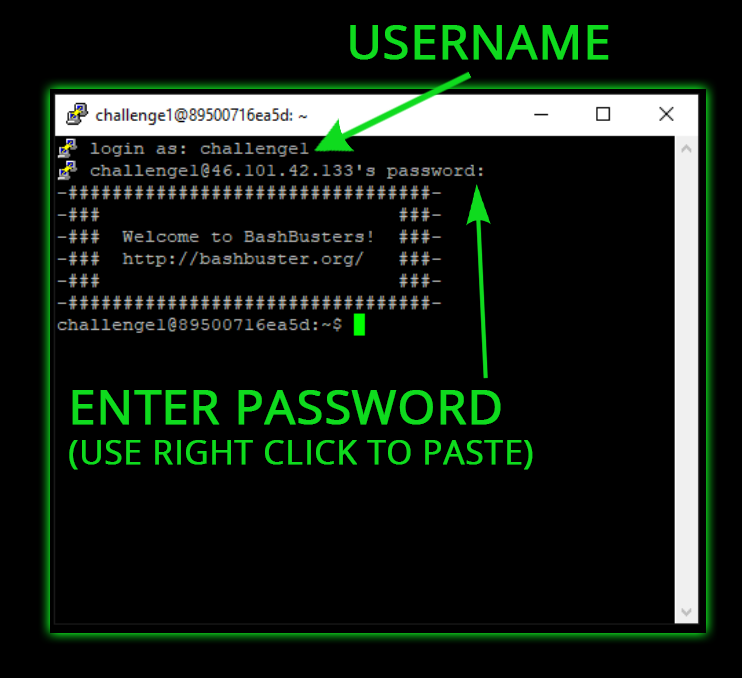 USERNAME
challenge1@89500716ea5d: ~
login as: challenge1
challenge1@46.101.42.133's password:
-#################################-
-###                           ###-
-###  Welcome to BashBusters!  ###-
-###  http://bashbuster.org/   ###-
-###                           ###-
-#################################-
challenge1@89500716ea5d:~$
ENTER PASSWORD
(USE RIGHT CLICK TO PASTE)